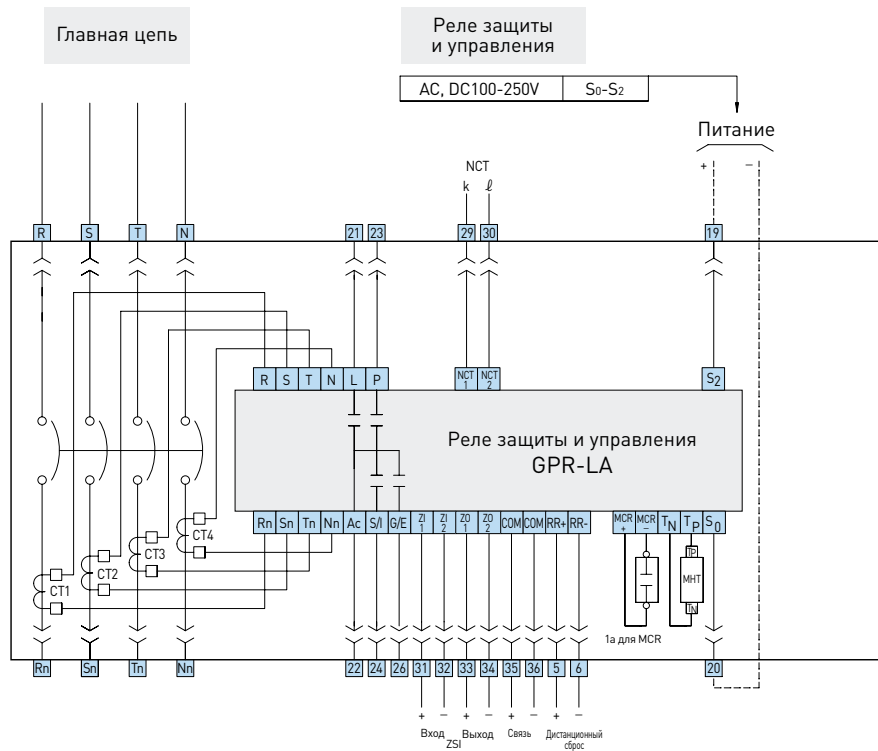 Главная цепь
Реле защиты
и управления
AC, DC100-250V S0-S2
Питание
+ −
NCT
k ℓ
R S T N 21 23 29 30 19
R S T N L P NCT 1 NCT 2 S2
Реле защиты и управления
GPR-LA
Rn Sn Tn Nn Ac S/I G/E ZI 1 ZI 2 ZO 1 ZO 2 COM COM RR+ RR- MCR + MCR − TN TP S0
CT4
CT3
CT2
CT1
TP
МНТ
TN
1a для MCR
Rn Sn Tn Nn 22 24 26 31 32 33 34 35 36 5 6 20
+ − + − + − + −
Вход Выход Связь Дистанционный
ZSI сброс